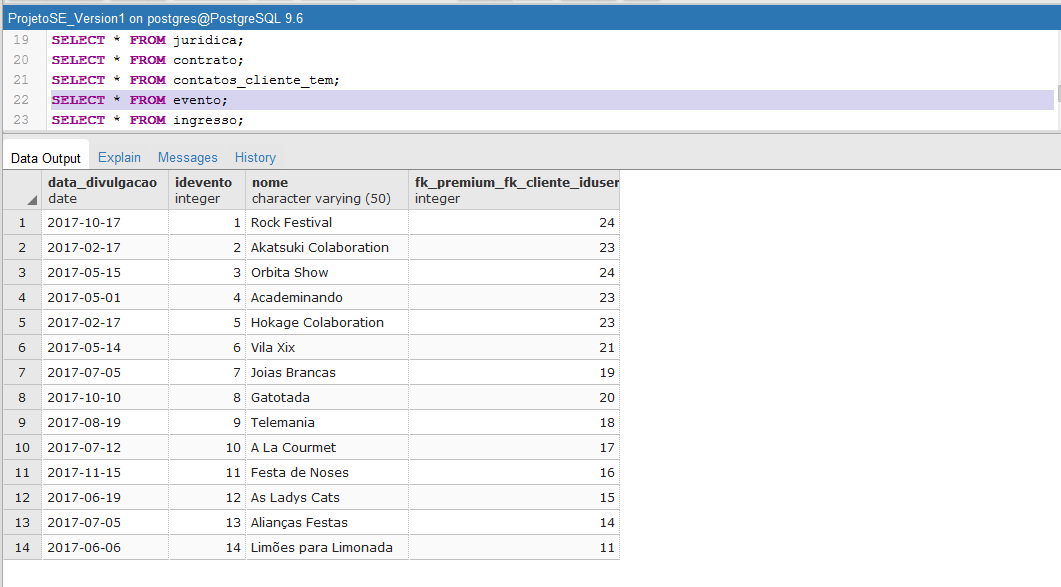 ProjetoSE_Version1 on postgres@PostgreSQL 9.6
19 SELECT * FROM juridica;
20 SELECT * FROM contrato;
21 SELECT * FROM contatos_cliente_tem;
22 SELECT * FROM evento;
23 SELECT * FROM ingresso;
Data Output Explain Messages History
data_divulgacao idevento nome fk_premium_fk_cliente_iduser
date integer character varying (50) integer
1 2017-10-17 1 Rock Festival 24
2 2017-02-17 2 Akatsuki Colaboration 23
3 2017-05-15 3 Orbita Show 24
4 2017-05-01 4 Academinando 23
5 2017-02-17 5 Hokage Colaboration 23
6 2017-05-14 6 Vila Xix 21
7 2017-07-05 7 Joias Brancas 19
8 2017-10-10 8 Gatotada 20
9 2017-08-19 9 Telemania 18
10 2017-07-12 10 A La Courmet 17
11 2017-11-15 11 Festa de Noses 16
12 2017-06-19 12 As Ladys Cats 15
13 2017-07-05 13 Alianças Festas 14
14 2017-06-06 14 Limões para Limonada 11